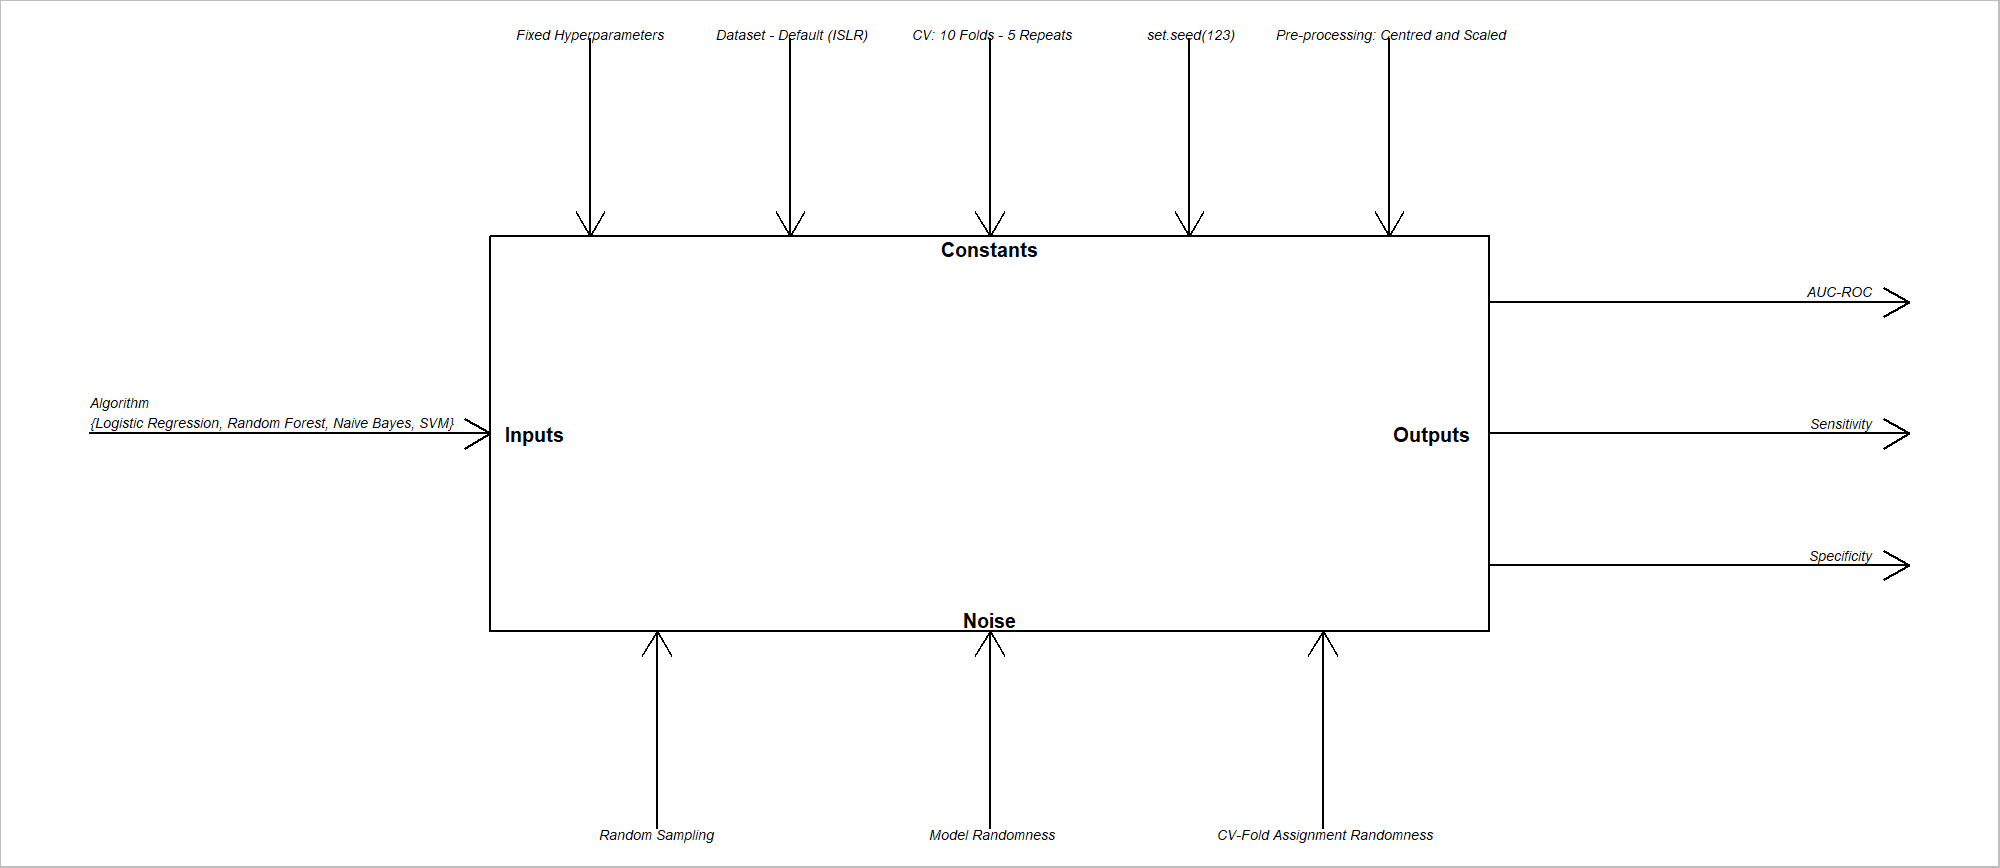 Fixed Hyperparameters
Dataset - Default (ISLR)
CV: 10 Folds - 5 Repeats
set.seed(123)
Pre-processing: Centred and Scaled
Constants
AUC-ROC
Algorithm
{Logistic Regression, Random Forest, Naive Bayes, SVM}
Inputs
Outputs
Sensitivity
Specificity
Noise
Random Sampling
Model Randomness
CV-Fold Assignment Randomness